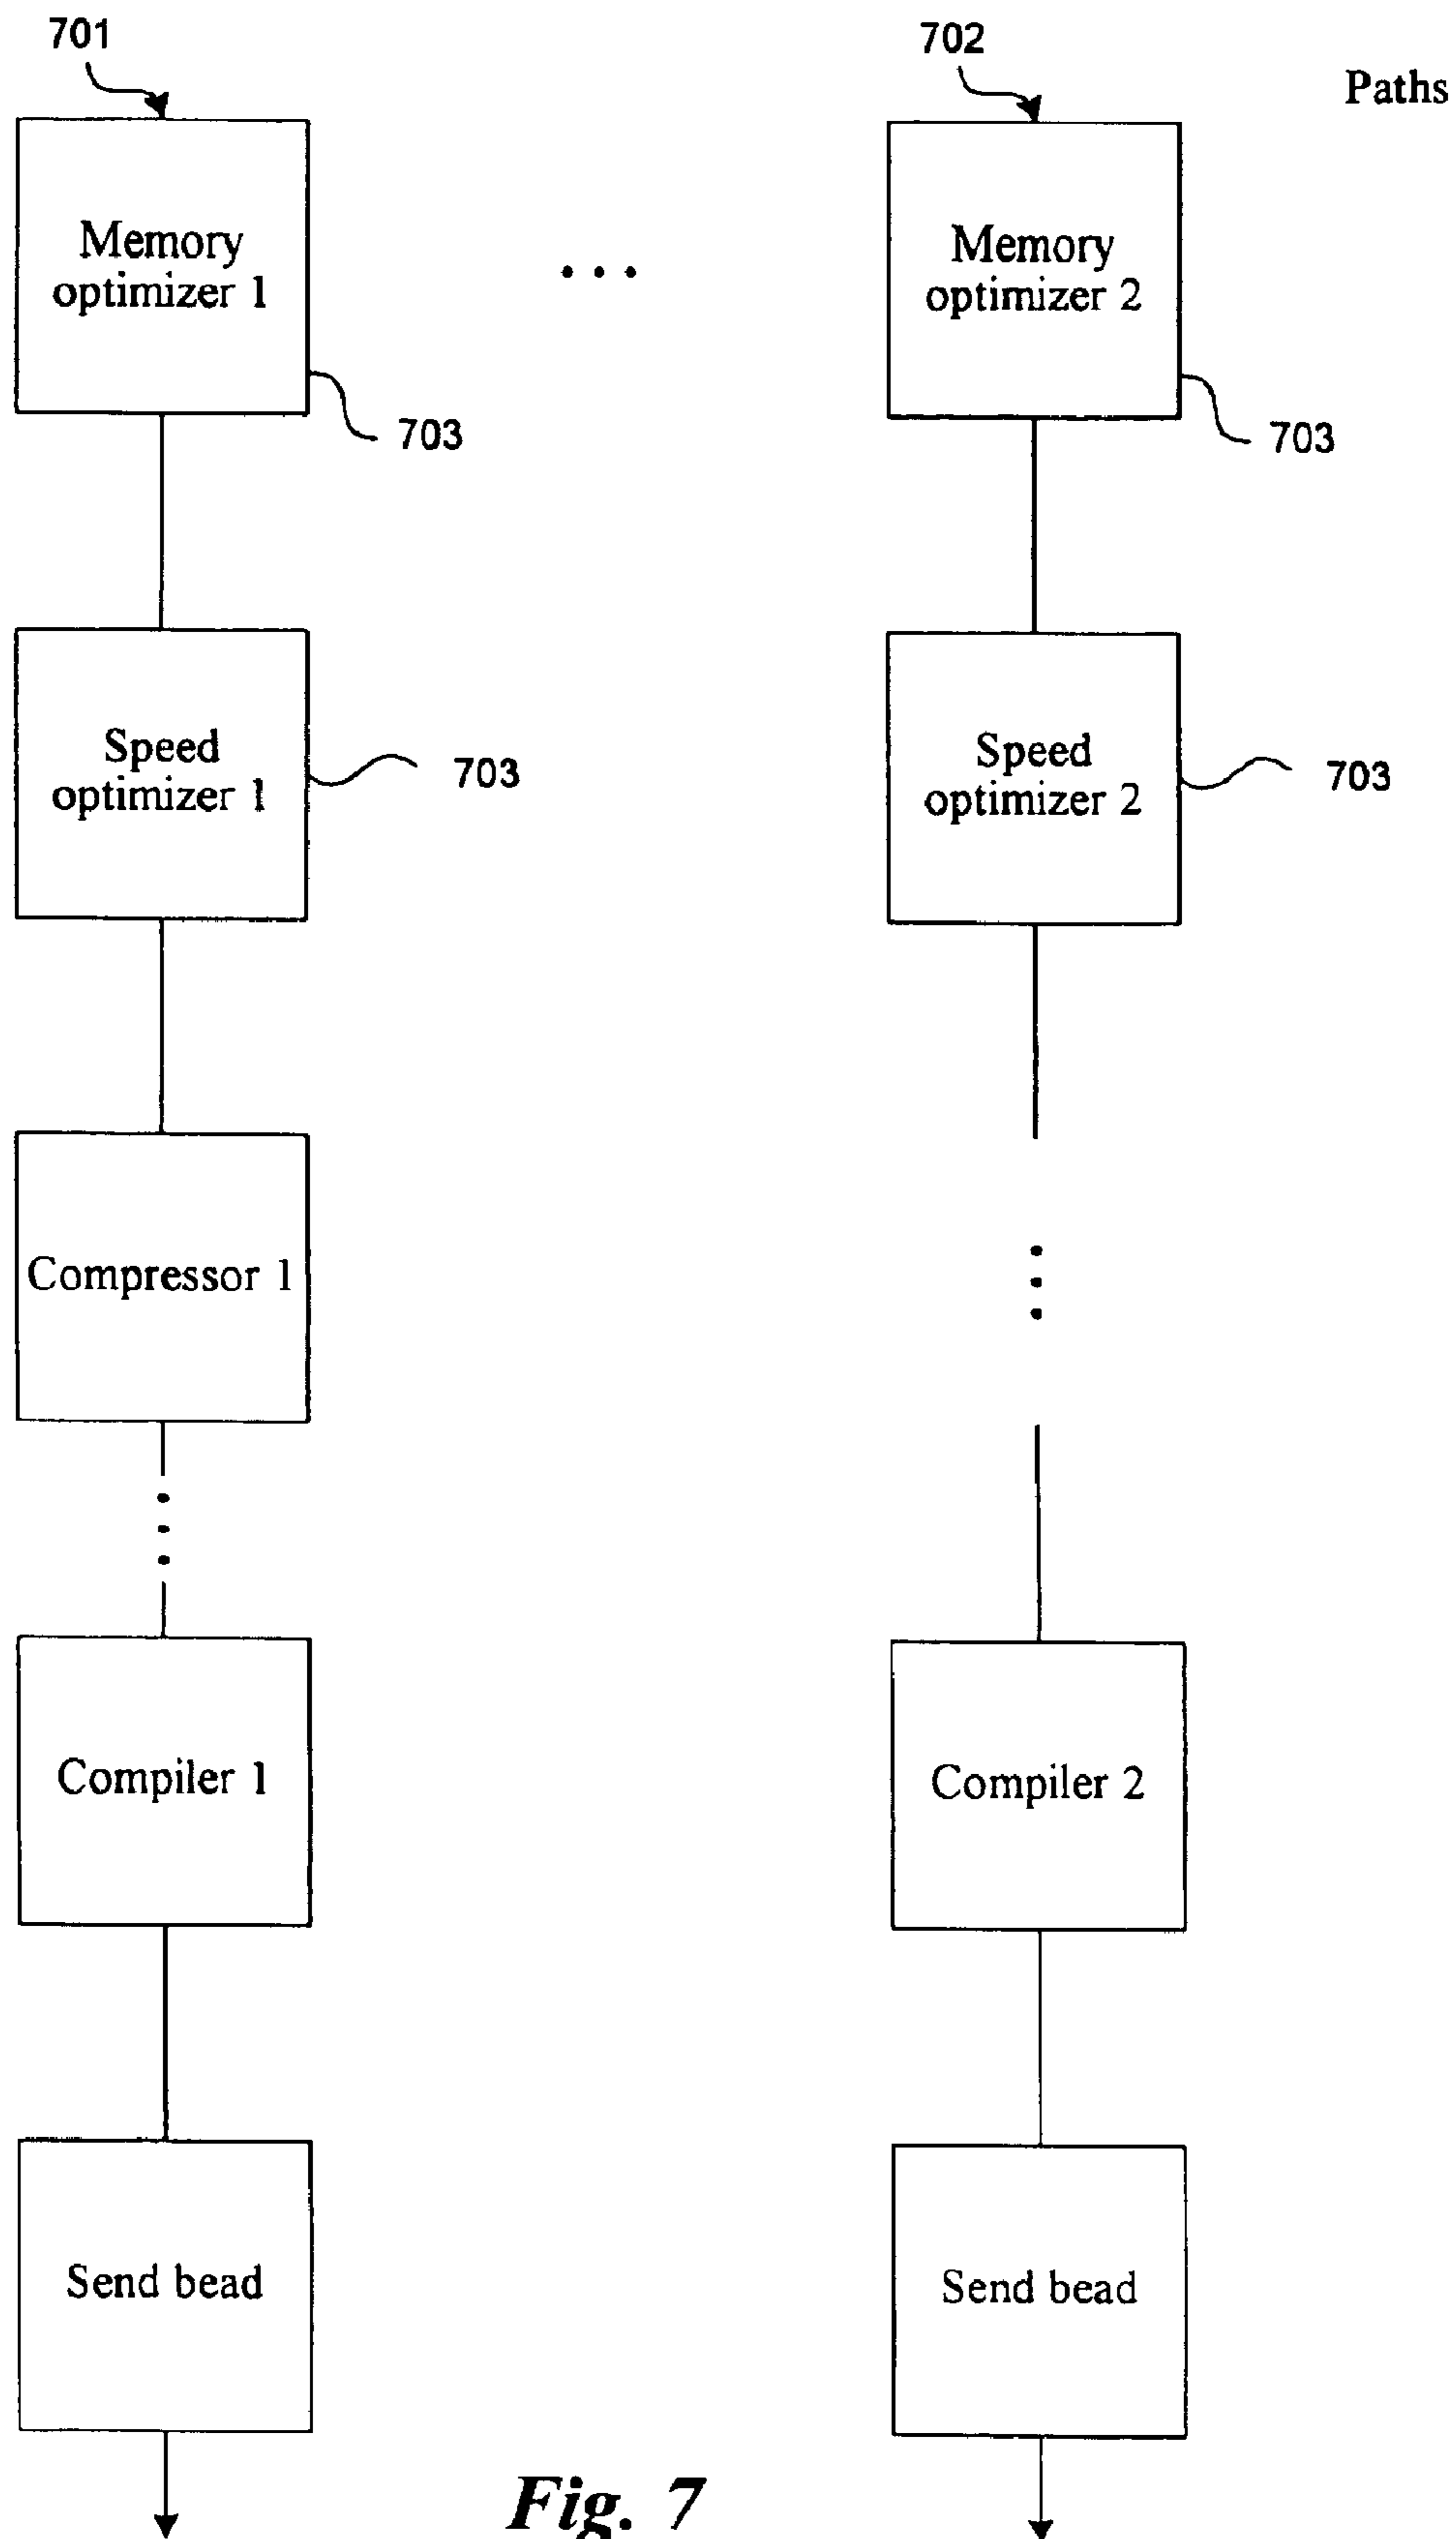 701
702
Paths
Memory
optimizer 1
703
Memory
optimizer 2
703
Speed
optimizer 1
703
Speed
optimizer 2
703
Compressor 1
Compiler 1
Compiler 2
Send bead
Send bead
Fig. 7